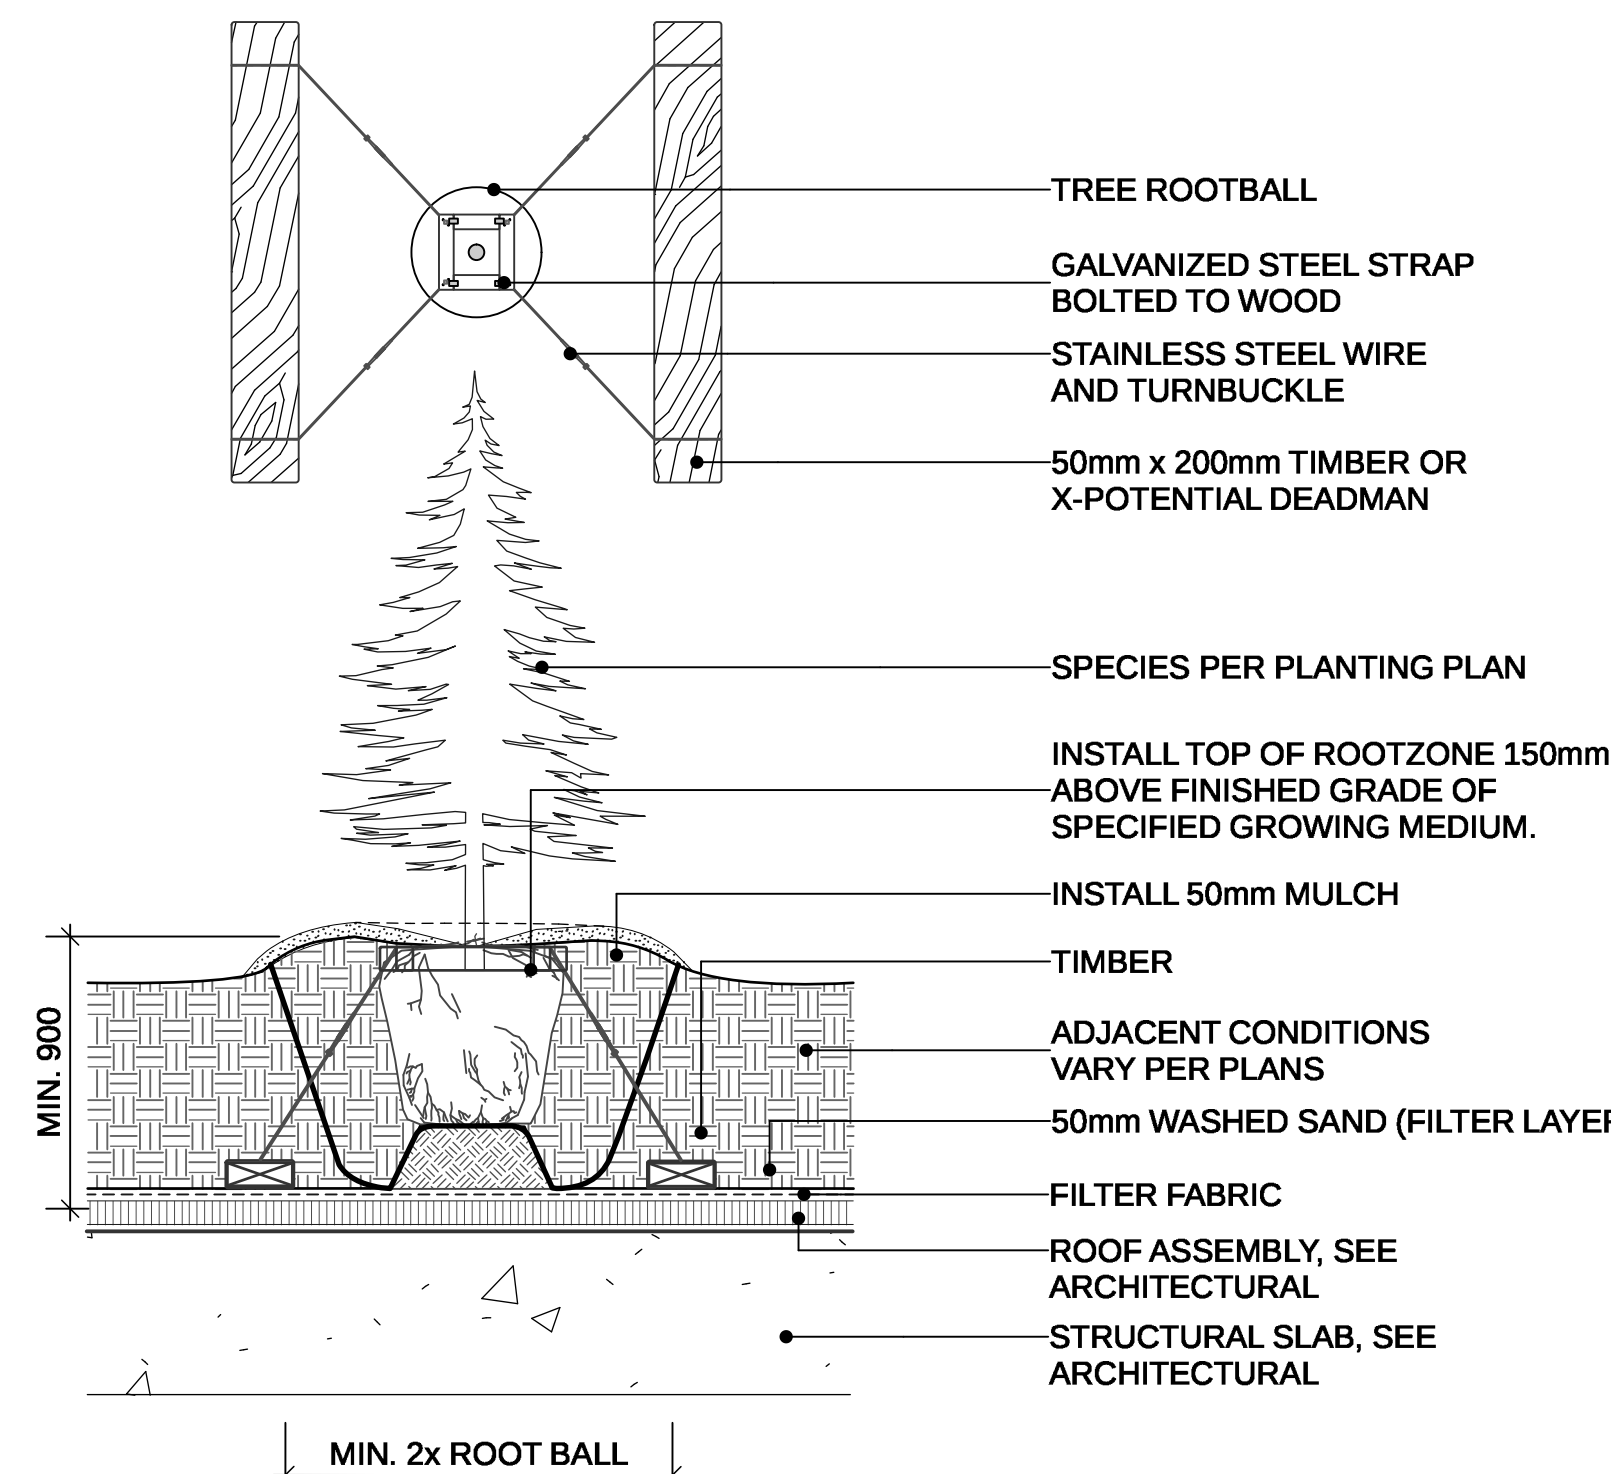 TREE ROOTBALL
GALVANIZED STEEL STRAP
BOLTED TO WOOD
STAINLESS STEEL WIRE
AND TURNBUCKLE
50mm x 200mm TIMBER OR
X-POTENTIAL DEADMAN
SPECIES PER PLANTING PLAN
INSTALL TOP OF ROOTZONE 150mm
ABOVE FINISHED GRADE OF
SPECIFIED GROWING MEDIUM.
INSTALL 50mm MULCH
TIMBER
ADJACENT CONDITIONS
VARY PER PLANS
50mm WASHED SAND (FILTER LAYER
FILTER FABRIC
ROOF ASSEMBLY, SEE
ARCHITECTURAL
STRUCTURAL SLAB, SEE
ARCHITECTURAL
MIN. 900
MIN. 2x ROOT BALL